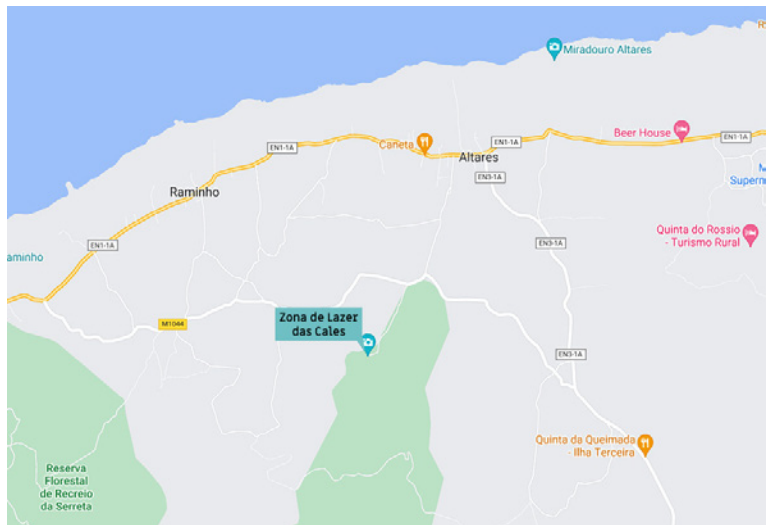 R
Miradouro Altares
Beer House
EN1-1A
EN1-1A
Caneta
EN1-1A
Altares
EN3-1A
M
Supern
Raminho
Quinta do Rossio
- Turismo Rural
EN1-1A
EN3-1A
aminho
Zona de Lazer
das Cales
M1044
EN3-1A
Quinta da Queimada
- Ilha Terceira
Reserva
Florestal
de Recreio
da Serreta